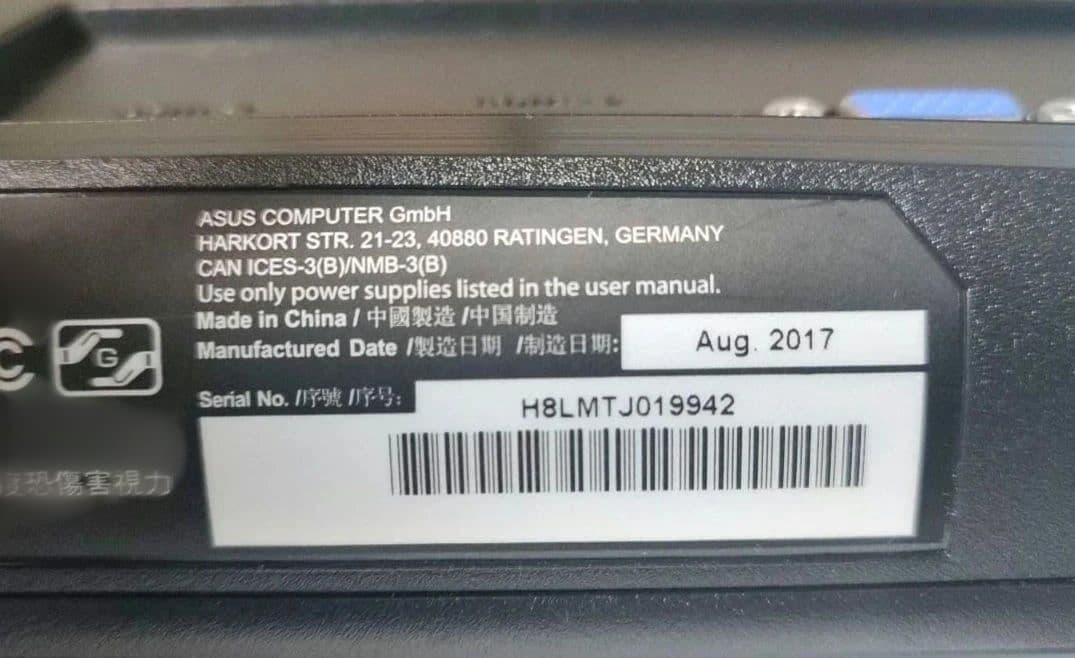 ASUS COMPUTER GmbH
HARKORT STR. 21-23, 40880 RATINGEN, GERMANY
CAN ICES-3(B)/NMB-3(B)
Use only power supplies listed in the user manual.
Made in China / 中國製造 /中国制造
Manufactured Date /製造日期 /制造日期: Aug. 2017
G
Serial No. /序號 /序号:
H8LMTJ019942
恐傷害視力